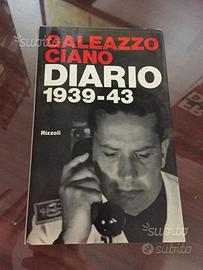 GALEAZZO
CIANO
DIARIO
1939-43
Rizzoli
subito
subito